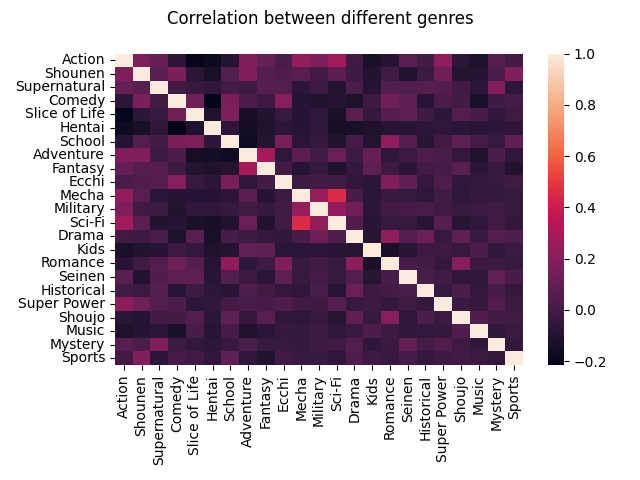 Correlation between different genres
Action
Shounen
Supernatural
Comedy
Slice of Life
Hentai
School
Adventure
Fantasy
Ecchi
Mecha
Military
Sci-Fi
Drama
Kids
Romance
Seinen
Historical
Super Power
Shoujo
Music
Mystery
Sports
Action
Shounen
Supernatural
Comedy
Slice of Life
Hentai
School
Adventure
Fantasy
Ecchi
Mecha
Military
Sci-Fi
Drama
Kids
Romance
Seinen
Historical
Super Power
Shoujo
Music
Mystery
Sports
1.0
0.8
0.6
0.4
0.2
0.0
−0.2